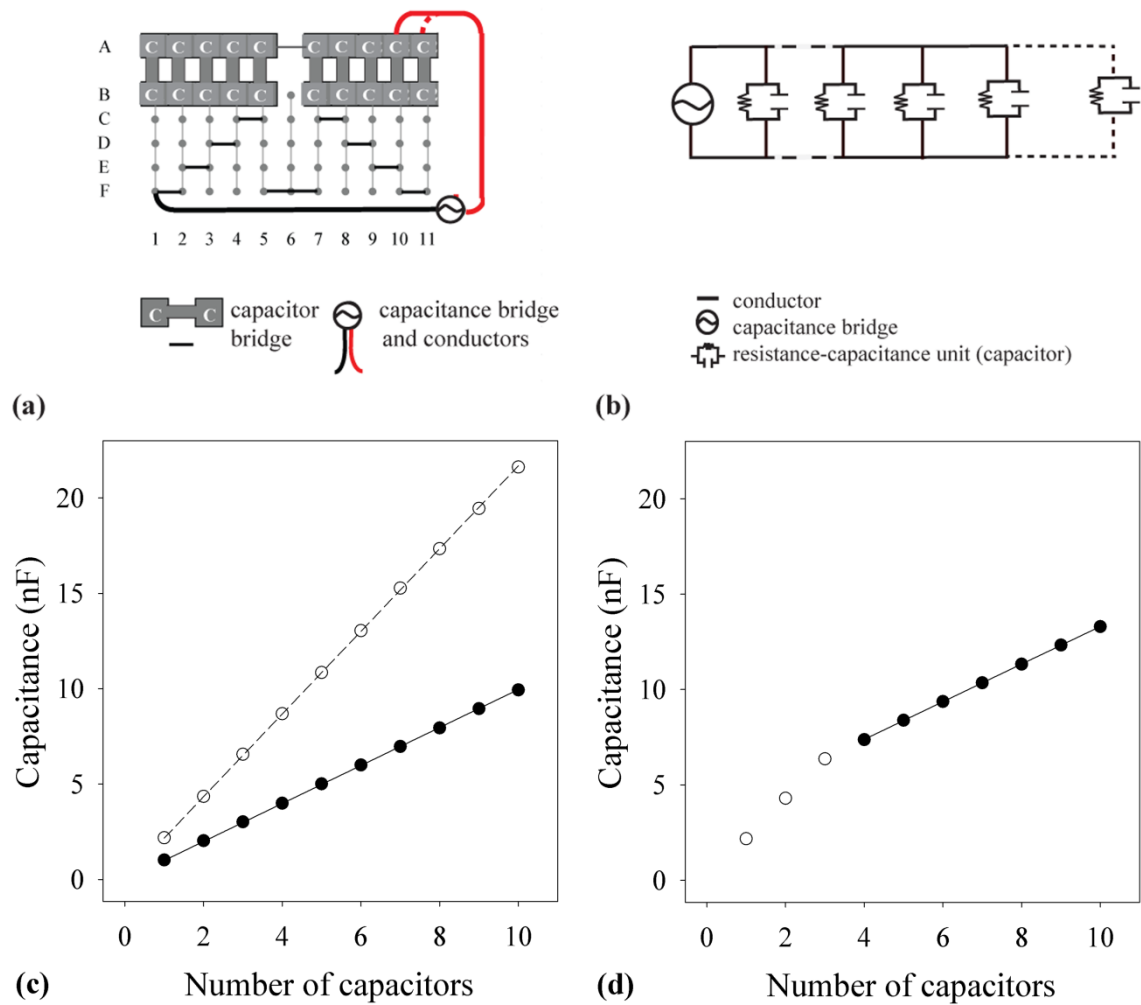 A C C C C C C C C C C
B C C C C C C C C C C
C
D
E
F
1 2 3 4 5 6 7 8 9 10 11
C C capacitor
bridge
capacitance bridge
and conductors
(a)
conductor
capacitance bridge
resistance-capacitance unit (capacitor)
(b)
Capacitance (nF)
20
15
10
5
0
0 2 4 6 8 10
(c) Number of capacitors
Capacitance (nF)
20
15
10
5
0
0 2 4 6 8 10
(d) Number of capacitors